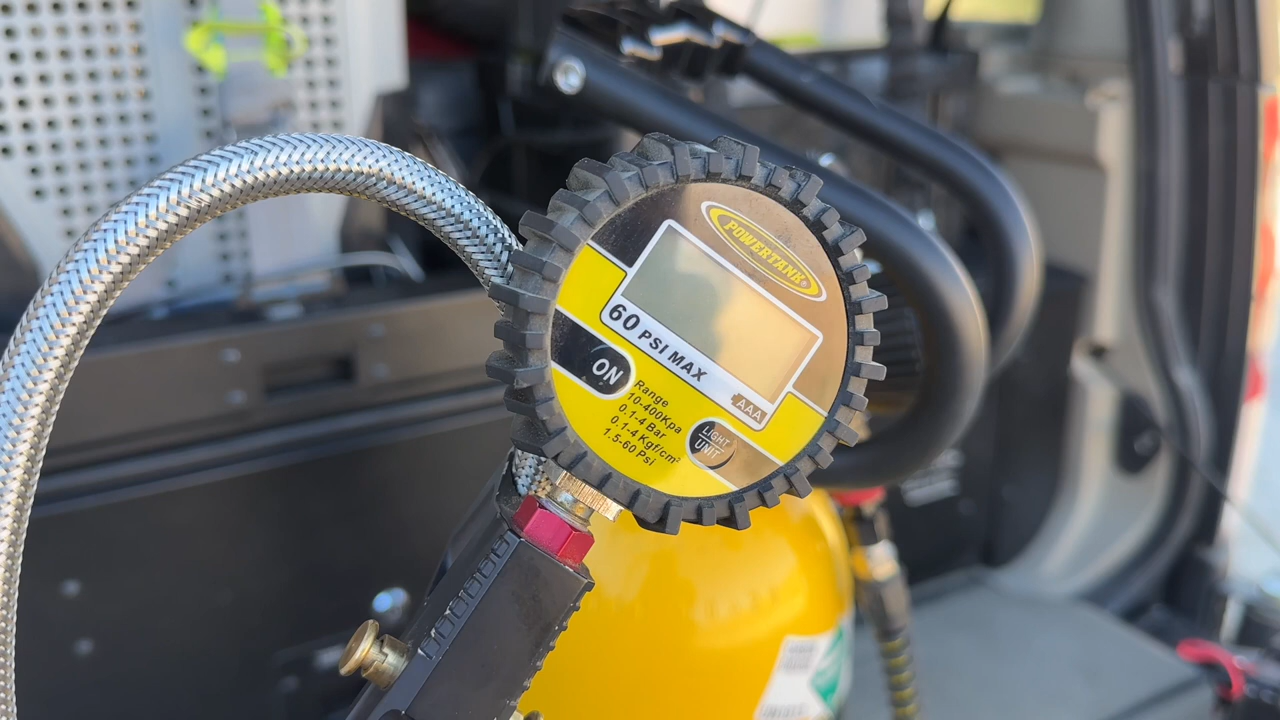 POWERTANK®
60 PSI MAX
AAA
ON
Range
10-400Kpa
0.1-4 Bar
0.1-4 Kgf/cm²
1.5-60 Psi
LIGHT
UNIT